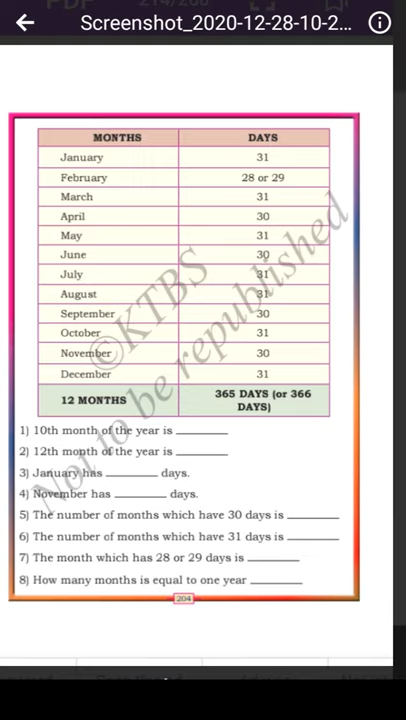 Screenshot_2020-12-28-10-2...
MONTHS DAYS
January 31
February 28 or 29
March 31
April 30
May 31
June 30
July 31
August 31
September 30
October 31
November 30
December 31
12 MONTHS 365 DAYS (or 366 DAYS)
©KTBS
Not to be republished
1) 10th month of the year is ________
2) 12th month of the year is ________
3) January has ________ days.
4) November has ________ days.
5) The number of months which have 30 days is ________
6) The number of months which have 31 days is ________
7) The month which has 28 or 29 days is ________
8) How many months is equal to one year ________
204